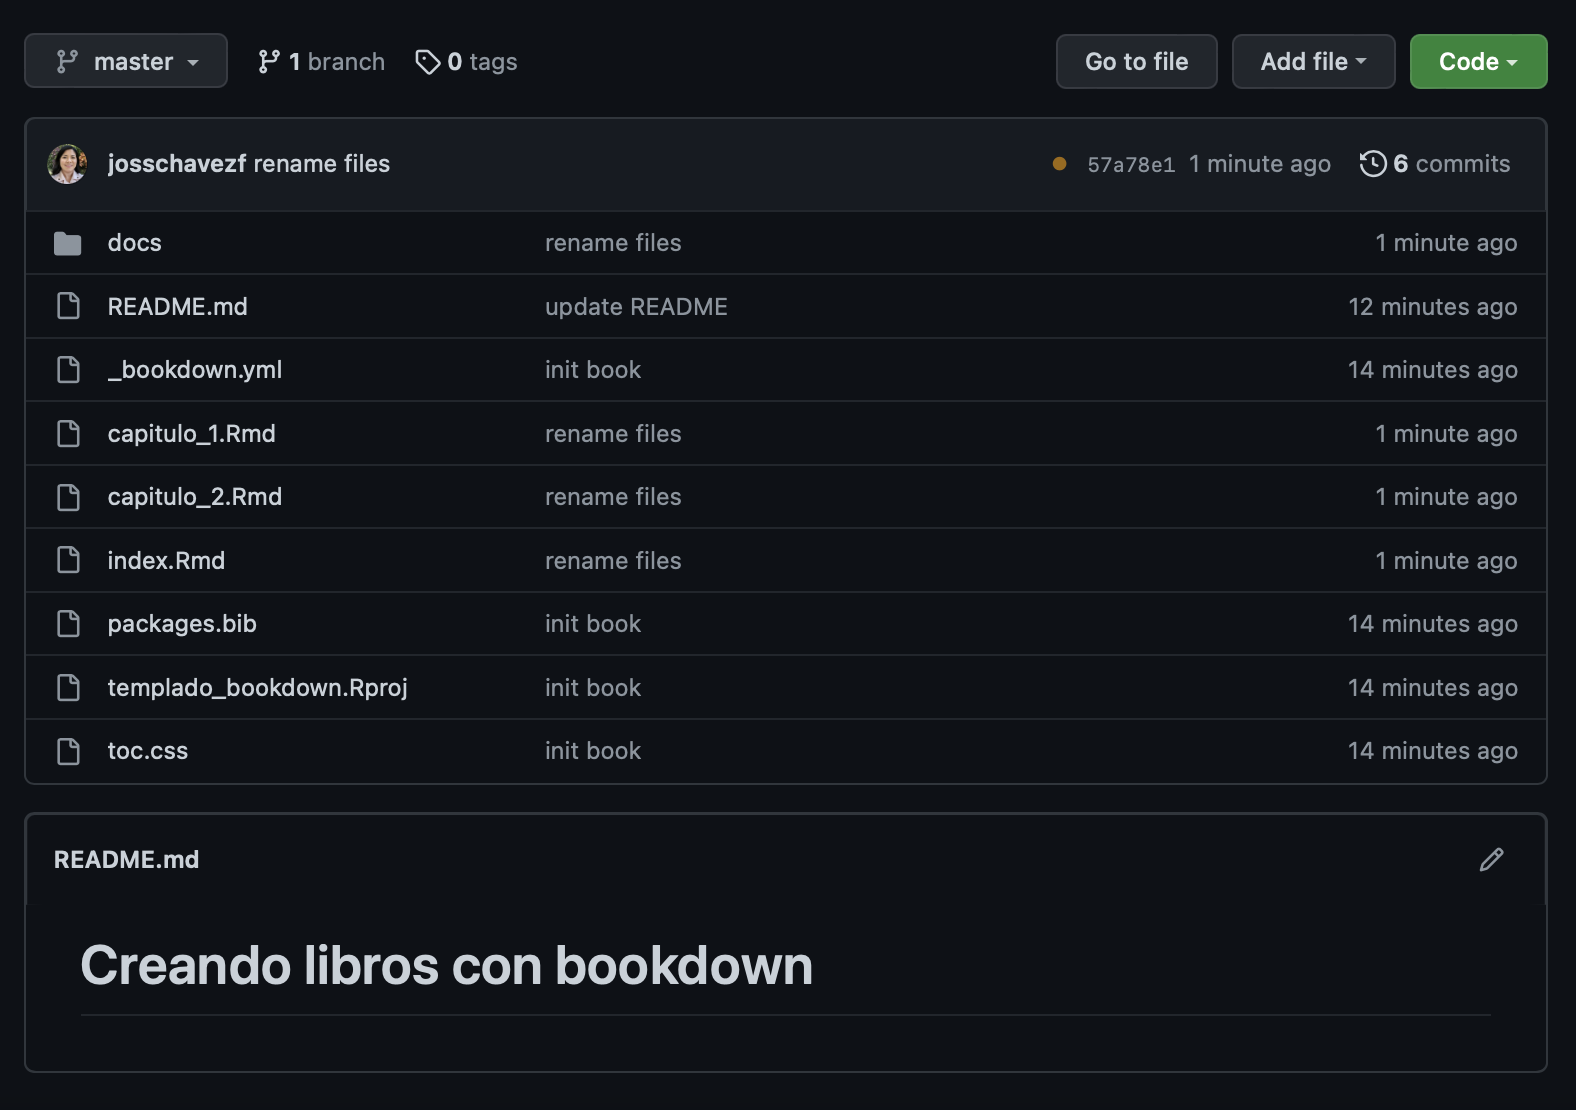 master 1 branch 0 tags Go to file Add file Code
josschavezf rename files 57a78e1 1 minute ago 6 commits
docs rename files 1 minute ago
README.md update README 12 minutes ago
_bookdown.yml init book 14 minutes ago
capitulo_1.Rmd rename files 1 minute ago
capitulo_2.Rmd rename files 1 minute ago
index.Rmd rename files 1 minute ago
packages.bib init book 14 minutes ago
templado_bookdown.Rproj init book 14 minutes ago
toc.css init book 14 minutes ago
README.md
Creando libros con bookdown